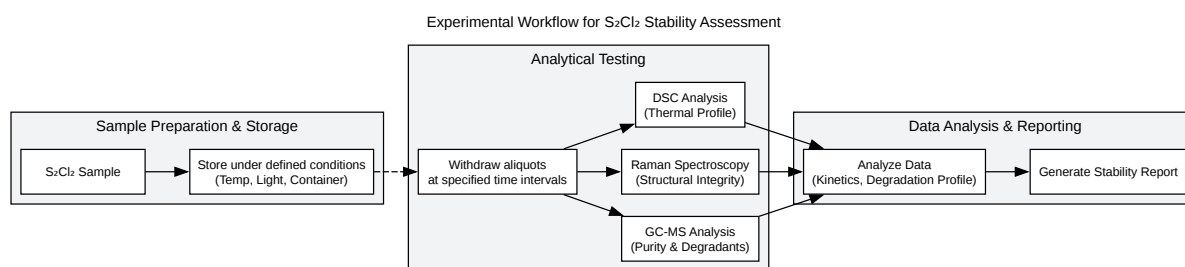 Experimental Workflow for S₂Cl₂ Stability Assessment
Sample Preparation & Storage
S₂Cl₂ Sample
Store under defined conditions
(Temp, Light, Container)
Analytical Testing
Withdraw aliquots
at specified time intervals
DSC Analysis
(Thermal Profile)
Raman Spectroscopy
(Structural Integrity)
GC-MS Analysis
(Purity & Degradants)
Data Analysis & Reporting
Analyze Data
(Kinetics, Degradation Profile)
Generate Stability Report